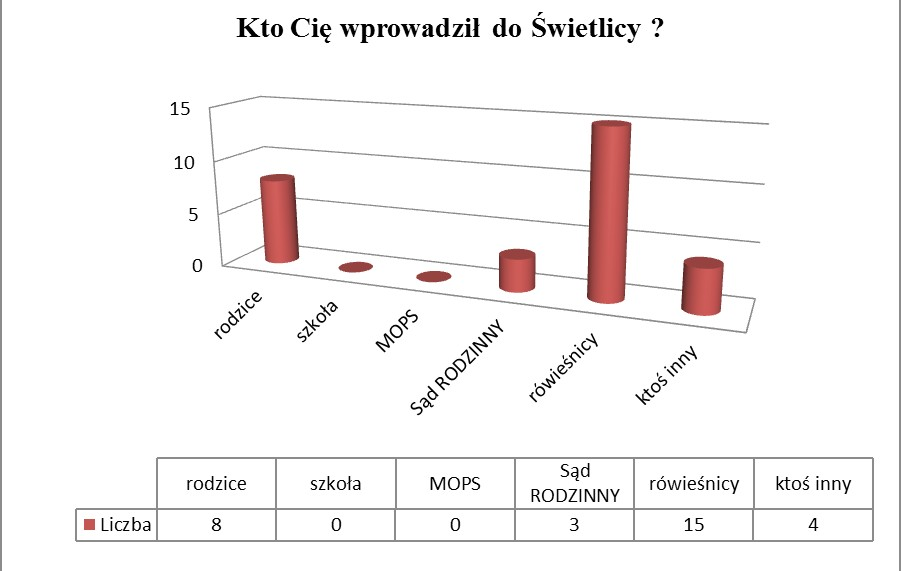 Kto Cię wprowadził do Świetlicy ?
15
10
5
0
rodzice
szkoła
MOPS
Sąd RODZINNY
rówieśnicy
ktoś inny
rodzice szkoła MOPS Sąd RODZINNY rówieśnicy ktoś inny
Liczba 8 0 0 3 15 4